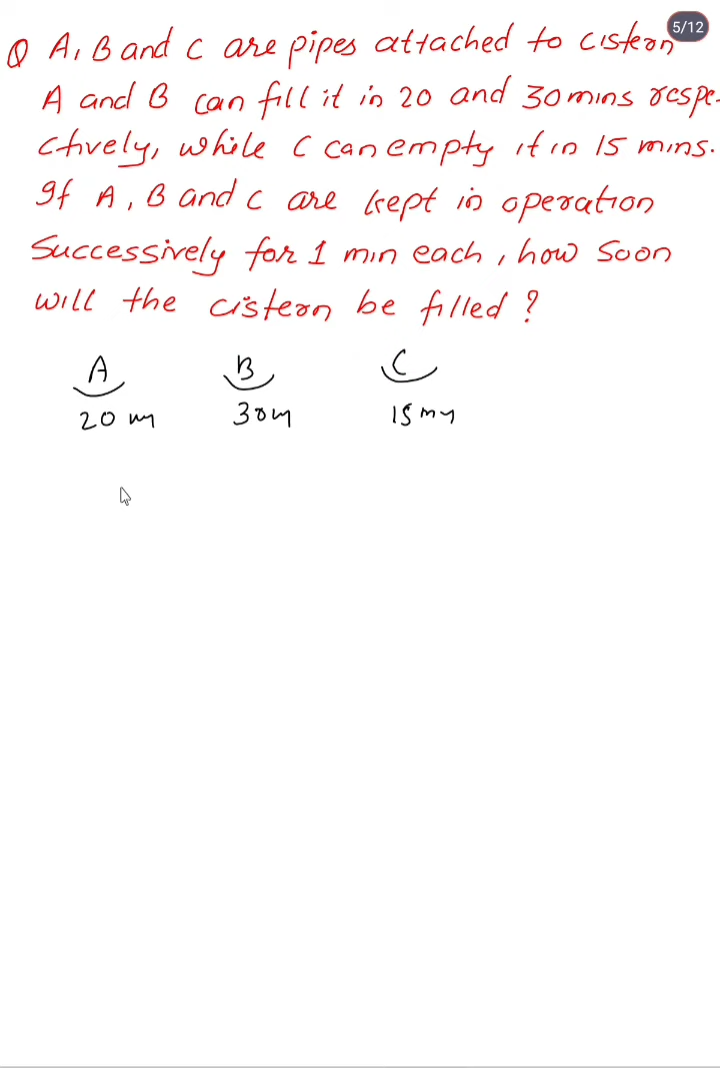 5/12
Q A, B and C are pipes attached to cistern
A and B can fill it in 20 and 30 mins respe-
ctively, while C can empty it in 15 mins.
If A, B and C are kept in operation
Successively for 1 min each, how soon
will the cistern be filled?
A B C
20 m 30m 15 m